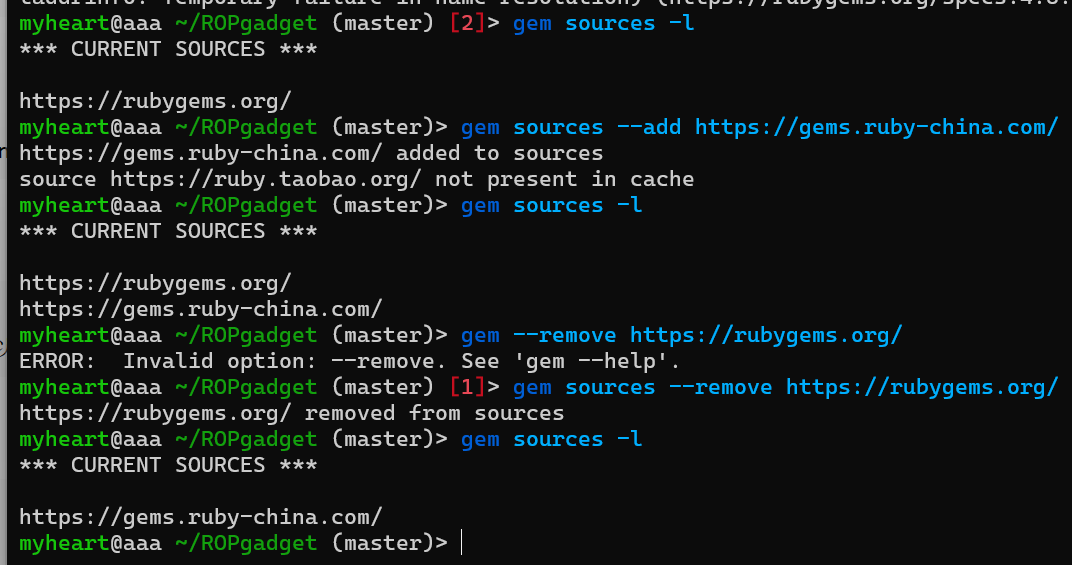 myheart@aaa ~/ROPgadget (master) [2]> gem sources -l
*** CURRENT SOURCES ***
https://rubygems.org/
myheart@aaa ~/ROPgadget (master)> gem sources --add https://gems.ruby-china.com/
https://gems.ruby-china.com/ added to sources
source https://ruby.taobao.org/ not present in cache
myheart@aaa ~/ROPgadget (master)> gem sources -l
*** CURRENT SOURCES ***
https://rubygems.org/
https://gems.ruby-china.com/
myheart@aaa ~/ROPgadget (master)> gem --remove https://rubygems.org/
ERROR:  Invalid option: --remove. See 'gem --help'.
myheart@aaa ~/ROPgadget (master) [1]> gem sources --remove https://rubygems.org/
https://rubygems.org/ removed from sources
myheart@aaa ~/ROPgadget (master)> gem sources -l
*** CURRENT SOURCES ***
https://gems.ruby-china.com/
myheart@aaa ~/ROPgadget (master)>